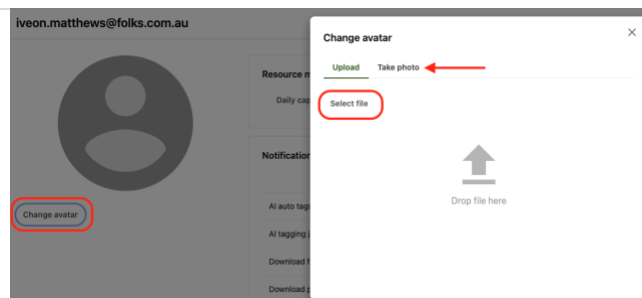 iveon.matthews@folks.com.au
Change avatar
Resource m
Daily cap
Notification
AI auto tag
AI tagging j
Download f
Download p
Change avatar
Upload Take photo
Select file
Drop file here